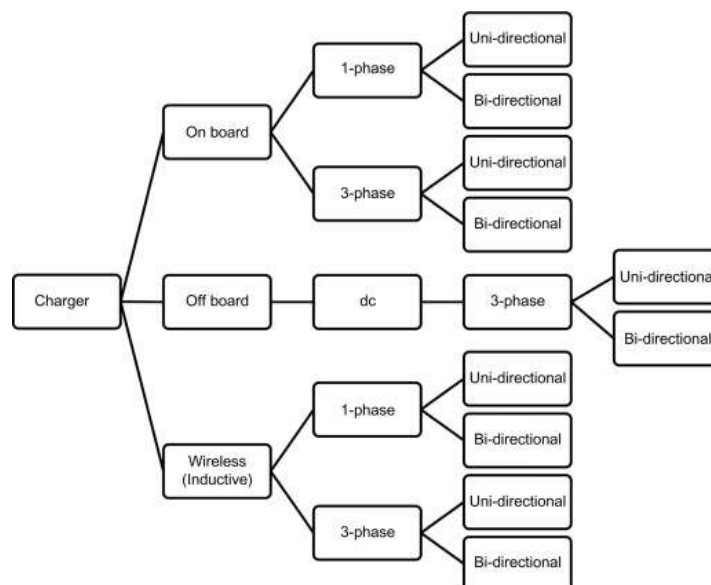 Uni-directional
1-phase
Bi-directional
On board
Uni-directional
3-phase
Bi-directional
Uni-directional
Charger
Off board
dc
3-phase
Bi-directional
Uni-directional
1-phase
Bi-directional
Wireless
(Inductive)
Uni-directional
3-phase
Bi-directional